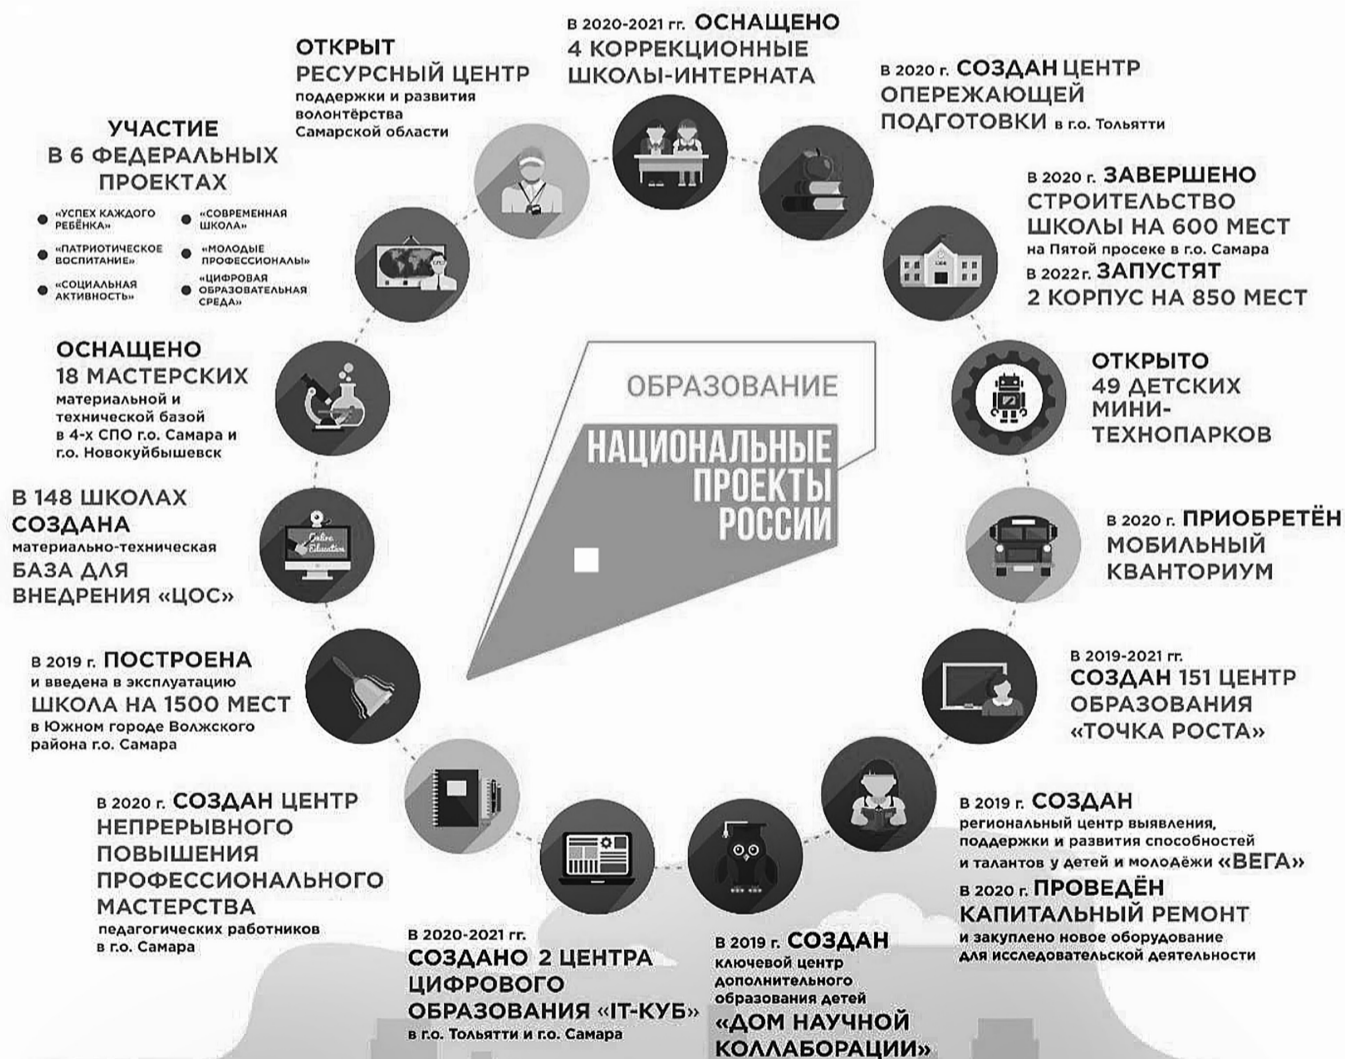 В 2020-2021 гг. ОСНАЩЕНО
4 КОРРЕКЦИОННЫЕ
ШКОЛЫ-ИНТЕРНАТА
ОТКРЫТ
РЕСУРСНЫЙ ЦЕНТР
поддержки и развития
волонтёрства
Самарской области
В 2020 г. СОЗДАН ЦЕНТР
ОПЕРЕЖАЮЩЕЙ
ПОДГОТОВКИ в г.о. Тольятти
УЧАСТИЕ
В 6 ФЕДЕРАЛЬНЫХ
ПРОЕКТАХ
«УСПЕХ КАЖДОГО
РЕБЁНКА»
«ПАТРИОТИЧЕСКОЕ
ВОСПИТАНИЕ»
«СОЦИАЛЬНАЯ
АКТИВНОСТЬ»
«СОВРЕМЕННАЯ
ШКОЛА»
«МОЛОДЫЕ
ПРОФЕССИОНАЛЫ»
«ЦИФРОВАЯ
ОБРАЗОВАТЕЛЬНАЯ
СРЕДА»
В 2020 г. ЗАВЕРШЕНО
СТРОИТЕЛЬСТВО
ШКОЛЫ НА 600 МЕСТ
на Пятой просеке в г.о. Самара
В 2022г. ЗАПУСТЯТ
2 КОРПУС НА 850 МЕСТ
ОСНАЩЕНО
18 МАСТЕРСКИХ
материальной и
технической базой
в 4-х СПО г.о. Самара и
г.о. Новокуйбышевск
ОБРАЗОВАНИЕ
НАЦИОНАЛЬНЫЕ
ПРОЕКТЫ
РОССИИ
ОТКРЫТО
49 ДЕТСКИХ
МИНИ-
ТЕХНОПАРКОВ
В 148 ШКОЛАХ
СОЗДАНА
материально-техническая
БАЗА ДЛЯ
ВНЕДРЕНИЯ «ЦОС»
Online
Education
В 2020 г. ПРИОБРЕТЁН
МОБИЛЬНЫЙ
КВАНТОРИУМ
В 2019 г. ПОСТРОЕНА
и введена в эксплуатацию
ШКОЛА НА 1500 МЕСТ
в Южном городе Волжского
района г.о. Самара
В 2019-2021 гг.
СОЗДАН 151 ЦЕНТР
ОБРАЗОВАНИЯ
«ТОЧКА РОСТА»
В 2020 г. СОЗДАН ЦЕНТР
НЕПРЕРЫВНОГО
ПОВЫШЕНИЯ
ПРОФЕССИОНАЛЬНОГО
МАСТЕРСТВА
педагогических работников
в г.о. Самара
В 2019 г. СОЗДАН
региональный центр выявления,
поддержки и развития способностей
и талантов у детей и молодёжи «ВЕГА»
В 2020 г. ПРОВЕДЁН
КАПИТАЛЬНЫЙ РЕМОНТ
и закуплено новое оборудование
для исследовательской деятельности
В 2020-2021 гг.
СОЗДАНО 2 ЦЕНТРА
ЦИФРОВОГО
ОБРАЗОВАНИЯ «IT-КУБ»
в г.о. Тольятти и г.о. Самара
В 2019 г. СОЗДАН
ключевой центр
дополнительного
образования детей
«ДОМ НАУЧНОЙ
КОЛЛАБОРАЦИИ»